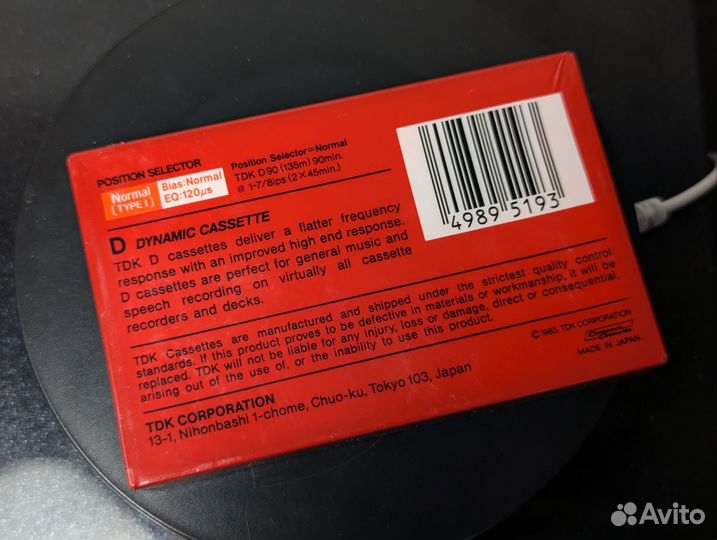 POSITION SELECTOR
Normal
[TYPE I]
Bias:Normal
EQ:120µs
Position Selector=Normal
TDK D90 (135m) 90min.
@ 1-7/8ips (2×45min.)
4989 5193
D DYNAMIC CASSETTE
TDK D cassettes deliver a flatter frequency
response with an improved high end response.
D cassettes are perfect for general music and
speech recording on virtually all cassette
recorders and decks.
TDK Cassettes are manufactured and shipped under the strictest quality control
standards. If this product proves to be defective in materials or workmanship, it will be
replaced. TDK will not be liable for any injury, loss or damage, direct or consequential,
arising out of the use of, or the inability to use this product.
© 1985 TDK CORPORATION
MADE IN JAPAN
TDK CORPORATION
13-1, Nihonbashi 1-chome, Chuo-ku, Tokyo 103, Japan
Avito